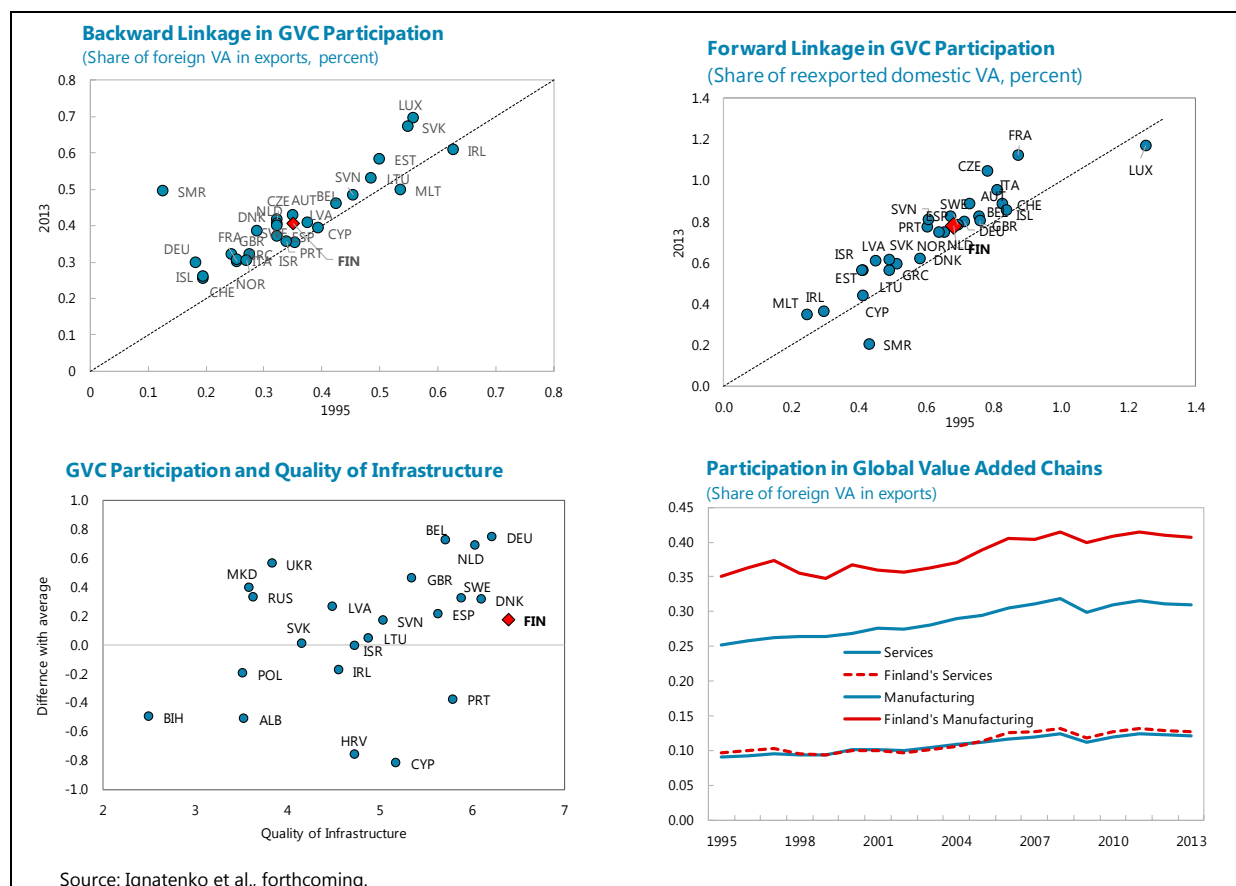 Backward Linkage in GVC Participation
(Share of foreign VA in exports, percent)
0.8
0.7
0.6
0.5
0.4
0.3
0.2
0.1
0
2013
LUX
SVK
IRL
EST
SMR
SVN
LTU
MLT
CZE
AUT
BEL
DNK
NLD
LVA
CYP
SWE
ESP
FRA
GBR
PRT
FIN
DEU
GRC
ITA
ISR
ISL
NOR
CHE
0
0.1
0.2
0.3
0.4
0.5
0.6
0.7
0.8
1995
Forward Linkage in GVC Participation
(Share of reexported domestic VA, percent)
1.4
1.2
1.0
0.8
0.6
0.4
0.2
0.0
2013
FRA
CZE
LUX
ITA
AUT
SVN
SWE
CHE
ESP
BEL
ISL
PRT
GBR
DEU
ISR
LVA
SVK
NOR
NLD
FIN
DNK
EST
GRC
LTU
MLT
IRL
CYP
SMR
0.0
0.2
0.4
0.6
0.8
1.0
1.2
1.4
1995
GVC Participation and Quality of Infrastructure
1.0
0.8
0.6
0.4
0.2
0.0
-0.2
-0.4
-0.6
-0.8
-1.0
Differnce with average
BEL
DEU
NLD
UKR
MKD
GBR
SWE
RUS
DNK
LVA
ESP
FIN
SVN
SVK
LTU
ISR
POL
IRL
PRT
BIH
ALB
HRV
CYP
2
3
4
5
6
7
Quality of Infrastructure
Participation in Global Value Added Chains
(Share of foreign VA in exports)
0.45
0.40
0.35
0.30
0.25
0.20
0.15
0.10
0.05
0.00
Services
Finland's Services
Manufacturing
Finland's Manufacturing
1995
1998
2001
2004
2007
2010
2013
Source: Ignatenko et al., forthcoming.